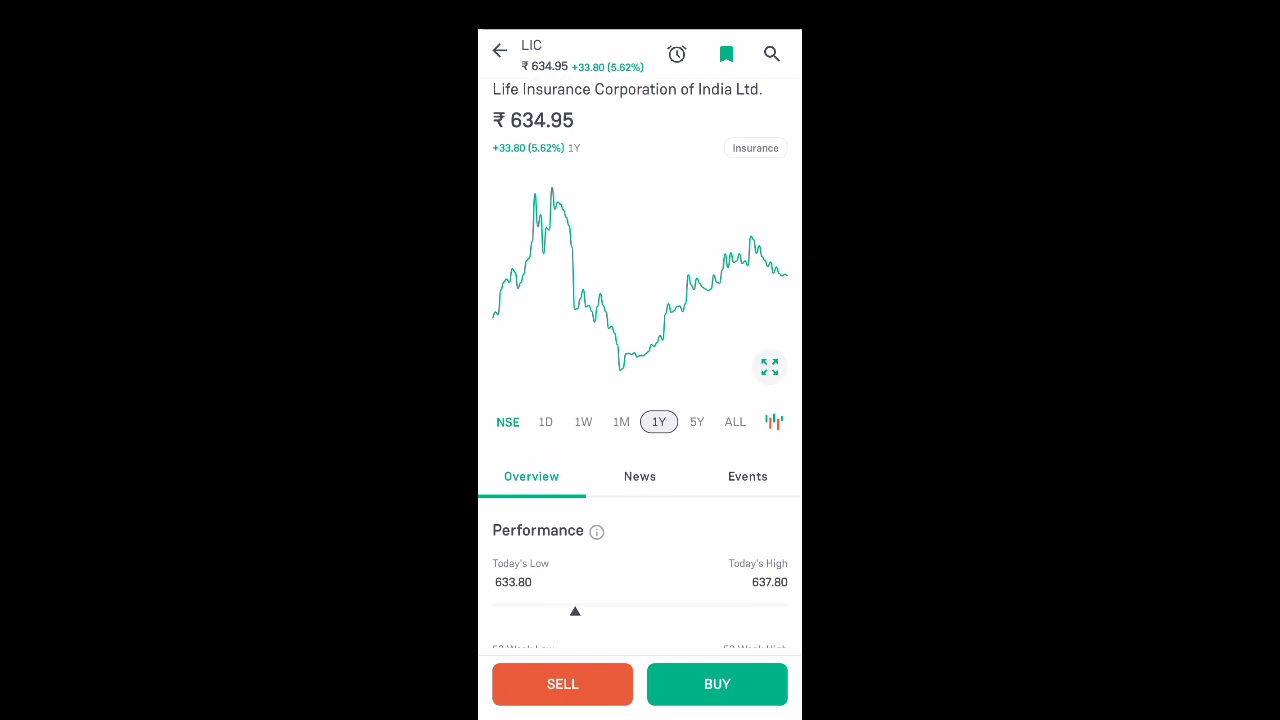 LIC
₹ 634.95 +33.80 (5.62%)
Life Insurance Corporation of India Ltd.
₹ 634.95
+33.80 (5.62%) 1Y
Insurance
NSE 1D 1W 1M 1Y 5Y ALL
Overview News Events
Performance
Today's Low Today's High
633.80 637.80
SELL BUY